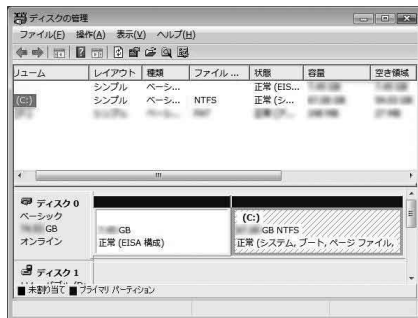 ディスクの管理
ファイル(F) 操作(A) 表示(V) ヘルプ(H)
リューム レイアウト 種類 ファイル ... 状態 容量 空き領域
シンプル ベーシ... 正常 (EIS...
(C:) シンプル ベーシ... NTFS 正常 (シ...
ディスク 0
ベーシック
GB
オンライン
GB
正常 (EISA 構成)
(C:)
GB NTFS
正常 (システム, ブート, ページ ファイル,
ディスク 1
未割り当て プライマリ パーティション